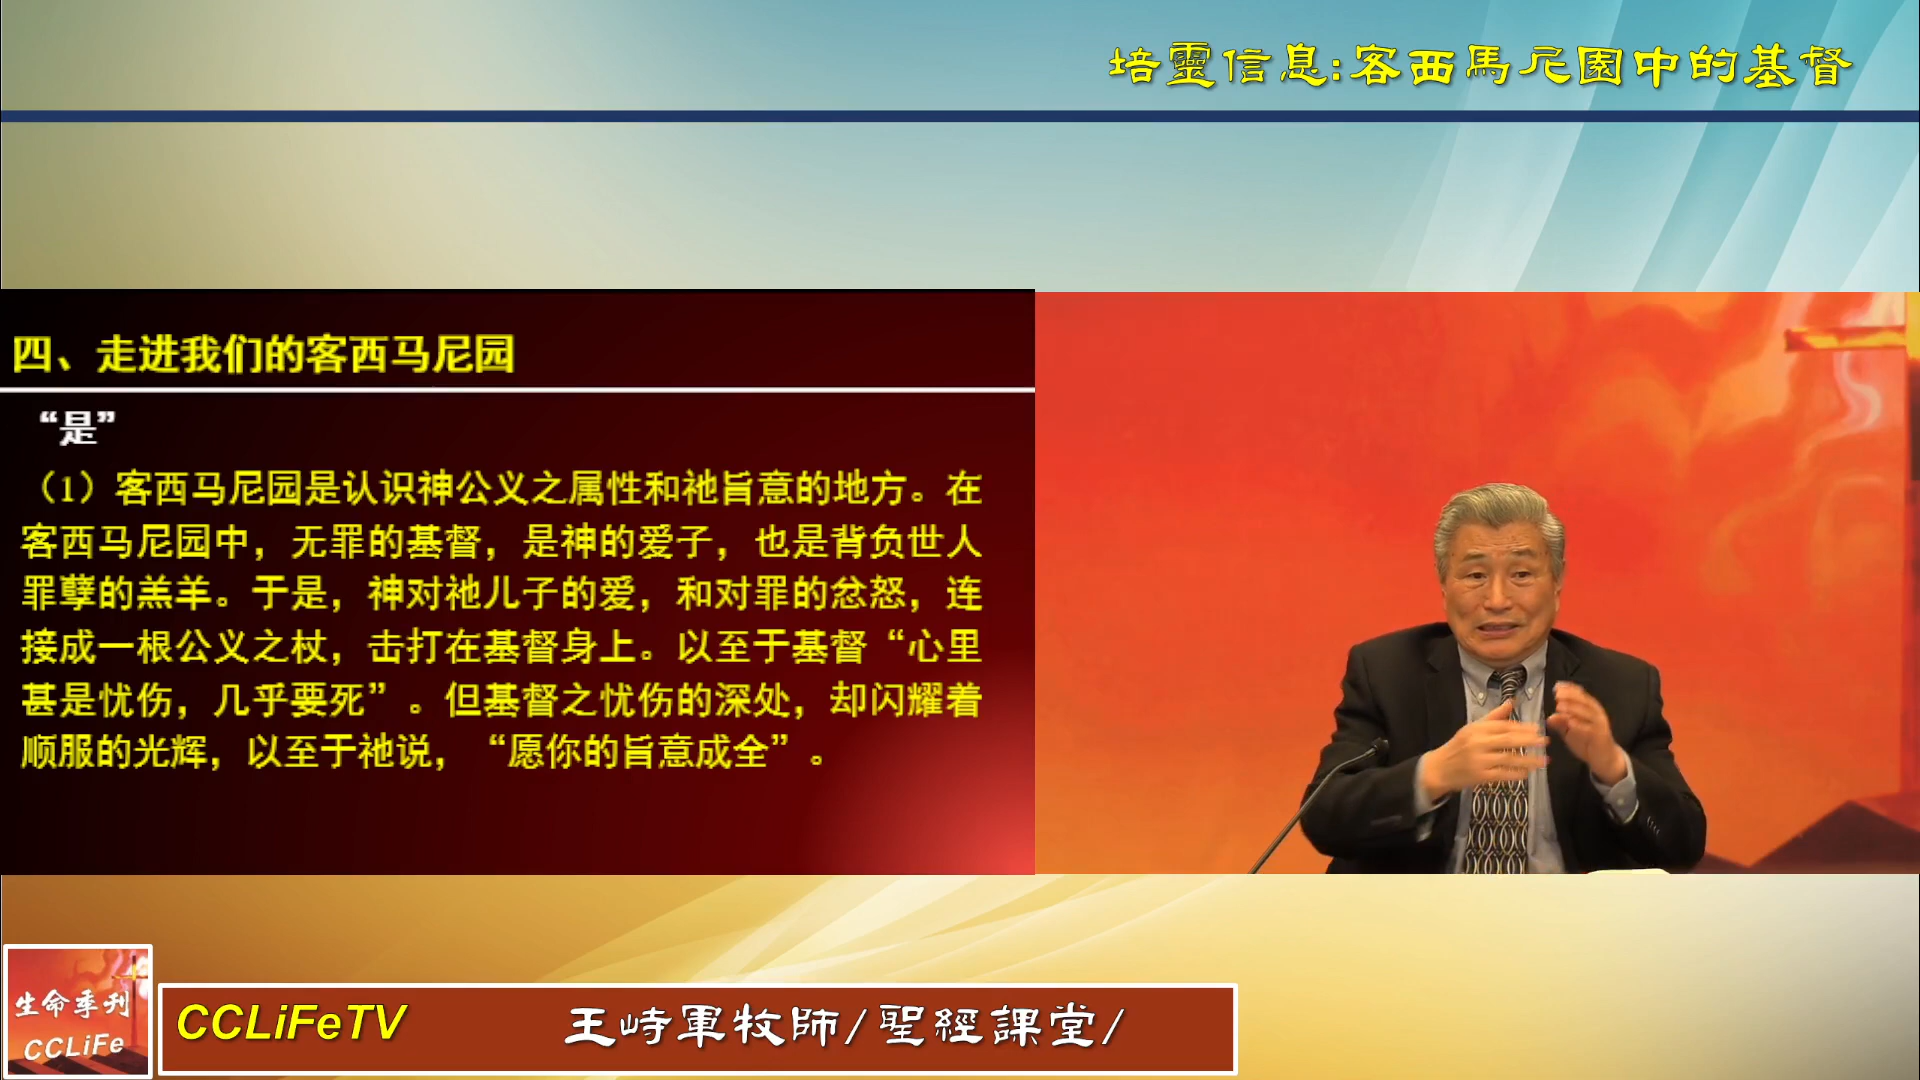 培靈信息:客西馬尼園中的基督
四、走进我们的客西马尼园
“是”
（1）客西马尼园是认识神公义之属性和祂旨意的地方。在
客西马尼园中，无罪的基督，是神的爱子，也是背负世人
罪孽的羔羊。于是，神对祂儿子的爱，和对罪的忿怒，连
接成一根公义之杖，击打在基督身上。以至于基督“心里
甚是忧伤，几乎要死”。但基督之忧伤的深处，却闪耀着
顺服的光辉，以至于祂说，“愿你的旨意成全”。
生命季刊
CCLiFe
CCLiFeTV
王峙軍牧師/聖經課堂/